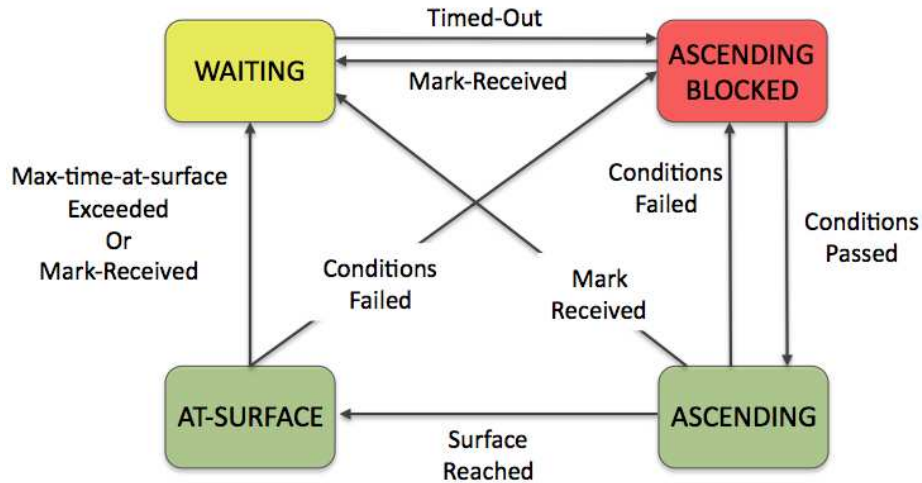 Timed-Out
WAITING
ASCENDING
BLOCKED
Mark-Received
Max-time-at-surface
Exceeded
Or
Mark-Received
Conditions
Failed
Conditions
Passed
Conditions
Failed
Mark
Received
AT-SURFACE
ASCENDING
Surface
Reached